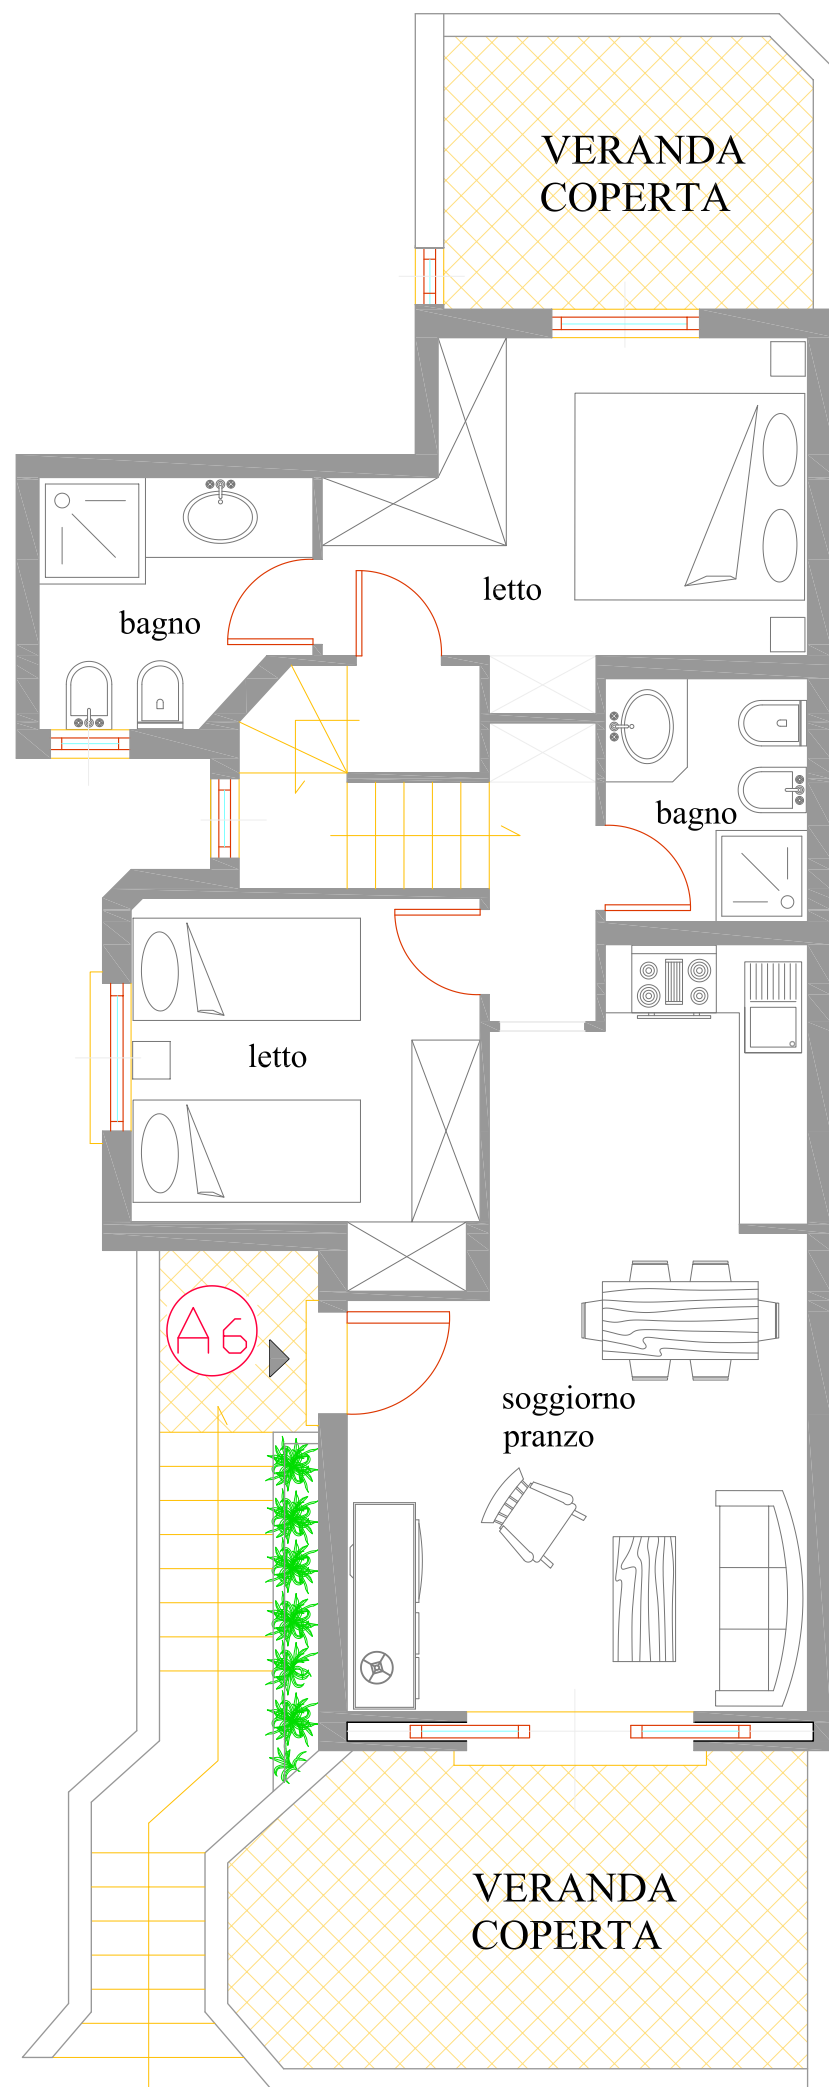 VERANDA
COPERTA
letto
bagno
bagno
letto
A6
soggiorno
pranzo
VERANDA
COPERTA